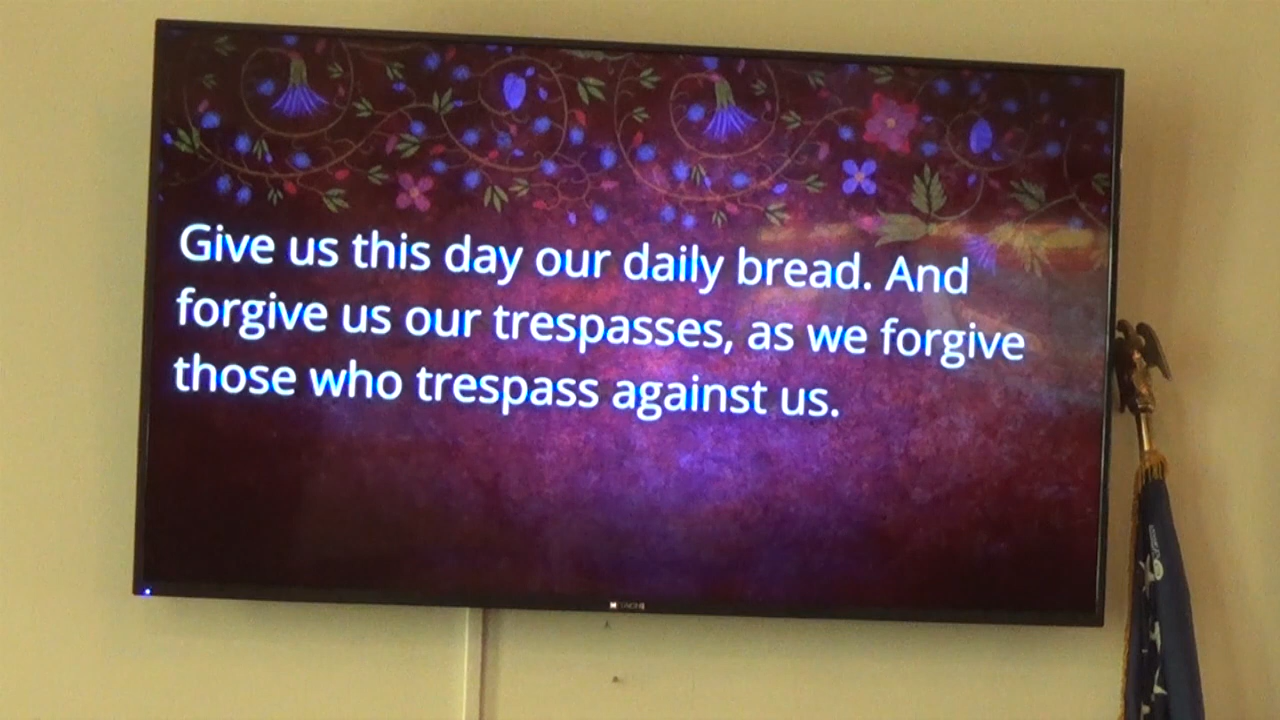 Give us this day our daily bread. And
forgive us our trespasses, as we forgive
those who trespass against us.